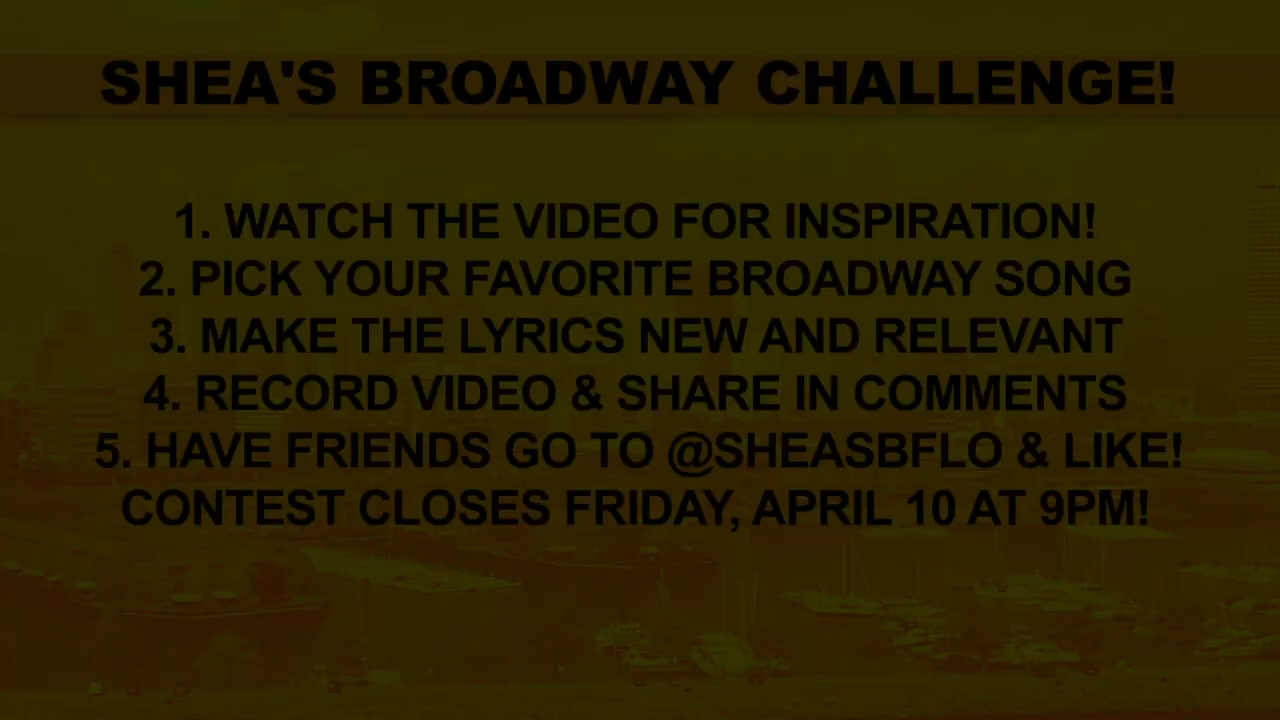 SHEA'S BROADWAY CHALLENGE!
1. WATCH THE VIDEO FOR INSPIRATION!
2. PICK YOUR FAVORITE BROADWAY SONG
3. MAKE THE LYRICS NEW AND RELEVANT
4. RECORD VIDEO & SHARE IN COMMENTS
5. HAVE FRIENDS GO TO @SHEASBFLO & LIKE!
CONTEST CLOSES FRIDAY, APRIL 10 AT 9PM!